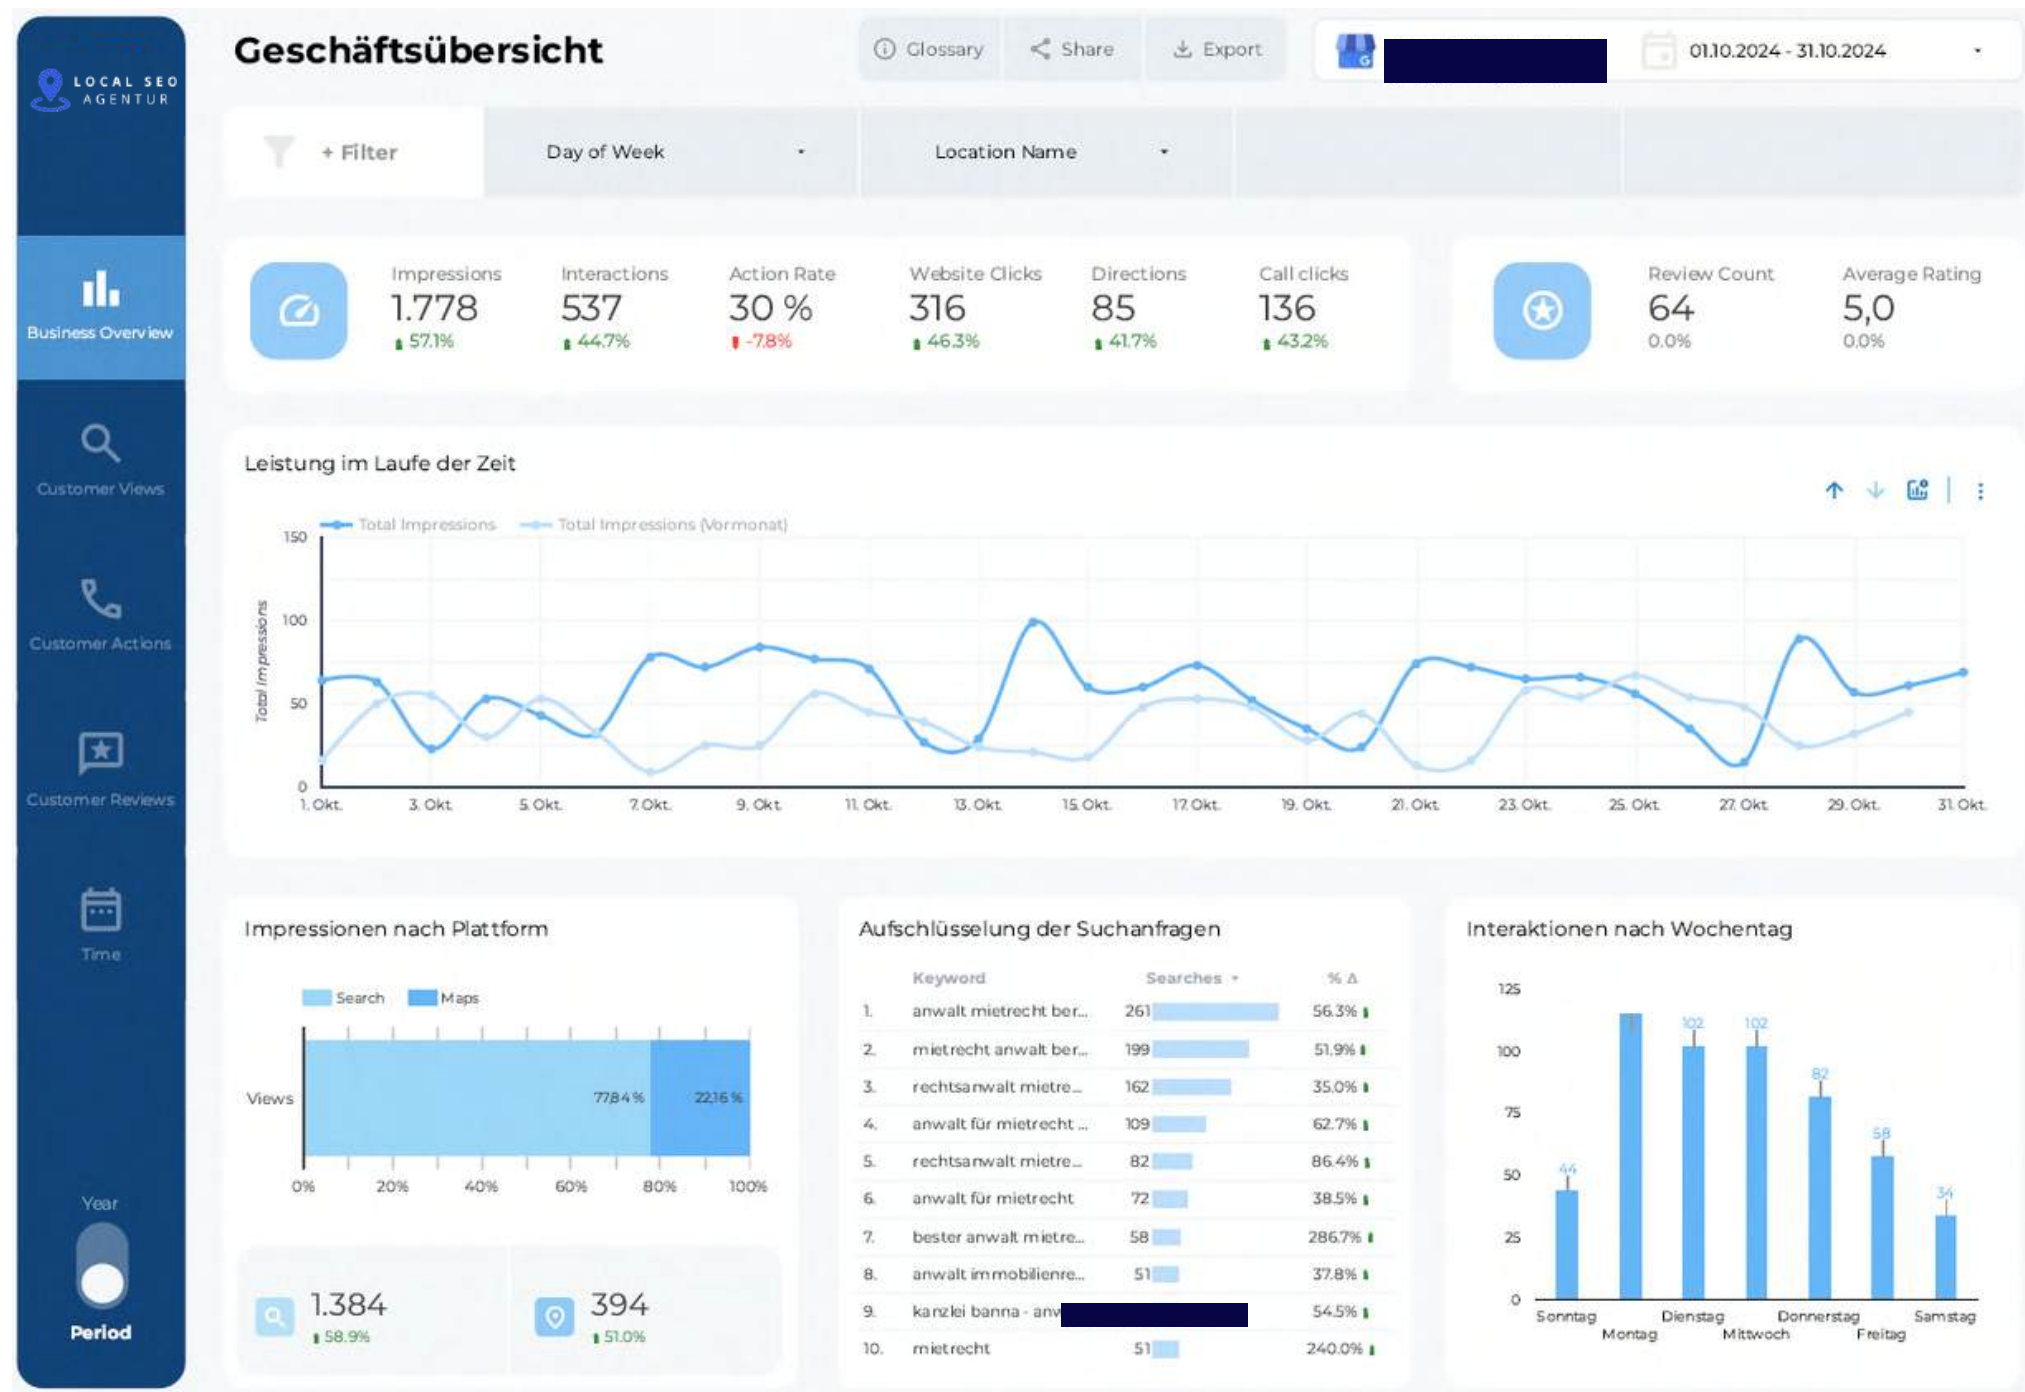 LOCAL SEO
AGENTUR
Geschäftsübersicht
Glossary
Share
Export
01.10.2024 - 31.10.2024
+ Filter
Day of Week
Location Name
Business Overview
Customer Views
Customer Actions
Customer Reviews
Time
Year
Period
Impressions
1.778
57.1%
Interactions
537
44.7%
Action Rate
30 %
-7.8%
Website Clicks
316
46.3%
Directions
85
41.7%
Call clicks
136
43.2%
Review Count
64
0.0%
Average Rating
5,0
0.0%
Leistung im Laufe der Zeit
Total Impressions
Total Impressions (Vormonat)
Total Impressions
150
100
50
0
1. Okt. 3. Okt. 5. Okt. 7. Okt. 9. Okt. 11. Okt. 13. Okt. 15. Okt. 17. Okt. 19. Okt. 21. Okt. 23. Okt. 25. Okt. 27. Okt. 29. Okt. 31. Okt.
Impressionen nach Plattform
Search Maps
Views
77,84 % 22,16 %
0% 20% 40% 60% 80% 100%
1.384
58.9%
394
51.0%
Aufschlüsselung der Suchanfragen
Keyword Searches % Δ
1. anwalt mietrecht ber... 261 56.3%
2. mietrecht anwalt ber... 199 51.9%
3. rechtsanwalt mietre... 162 35.0%
4. anwalt für mietrecht ... 109 62.7%
5. rechtsanwalt mietre... 82 86.4%
6. anwalt für mietrecht 72 38.5%
7. bester anwalt mietre... 58 286.7%
8. anwalt immobilienre... 51 37.8%
9. kanzlei banna - anw 54.5%
10. mietrecht 51 240.0%
Interaktionen nach Wochentag
125
100
75
50
25
0
44
102
102
82
58
34
Sonntag
Montag
Dienstag
Mittwoch
Donnerstag
Freitag
Samstag